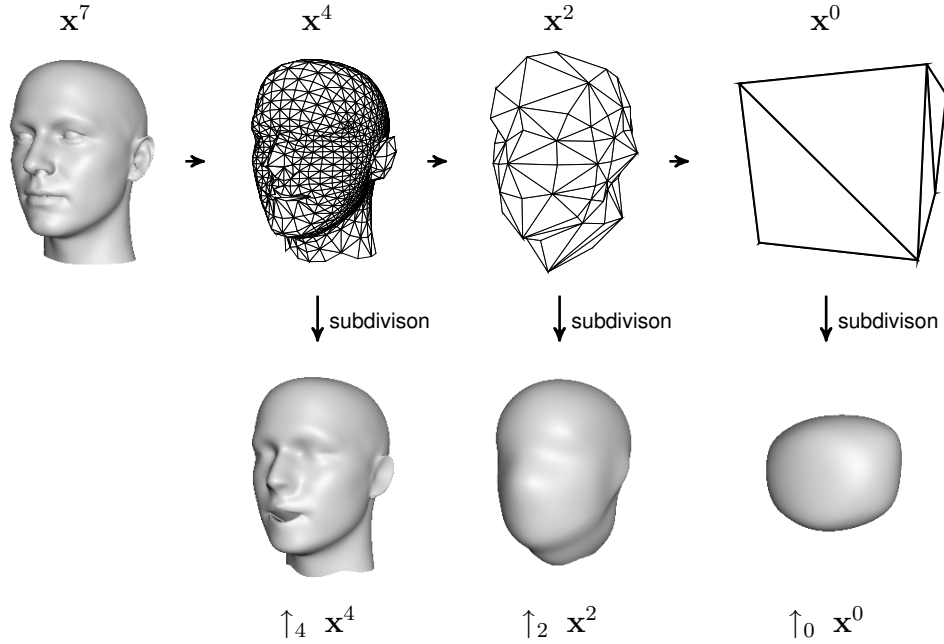 x⁷ x⁴ x² x⁰
subdivison subdivison subdivison
↑₄ x⁴ ↑₂ x² ↑₀ x⁰